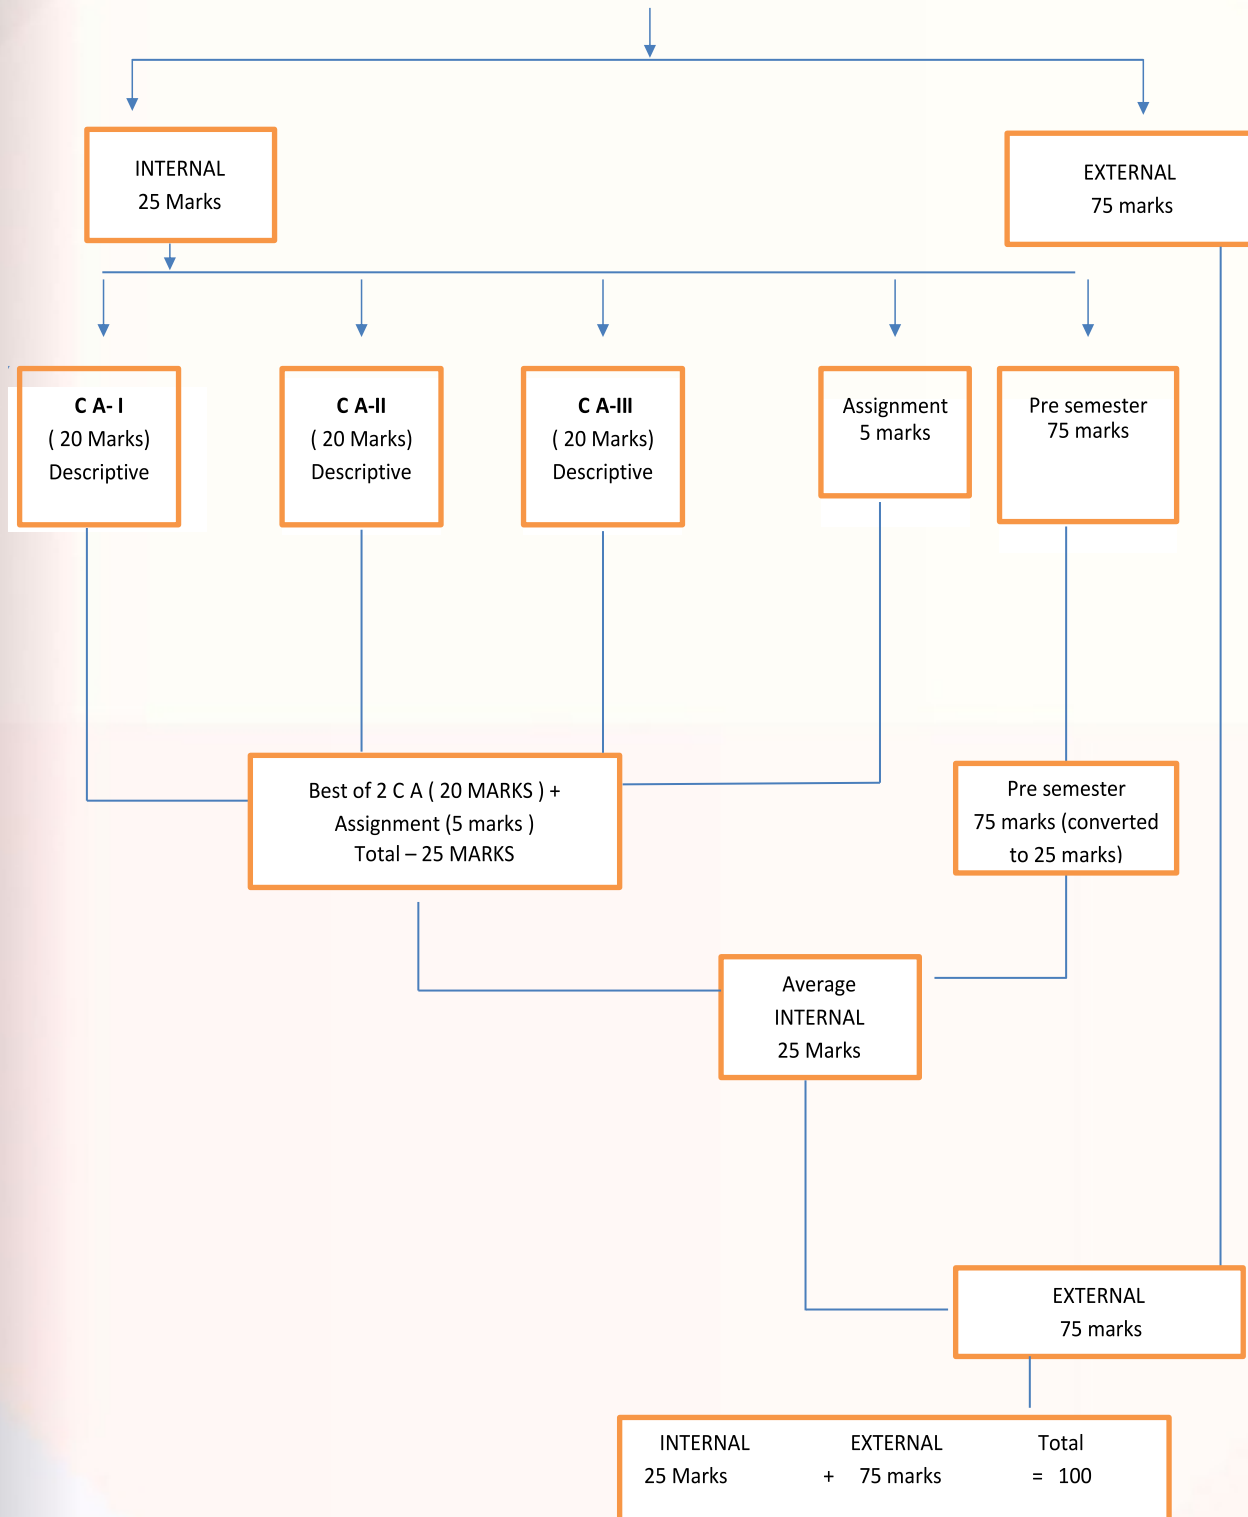 INTERNAL
25 Marks
EXTERNAL
75 marks
C A- I
( 20 Marks)
Descriptive
C A-II
( 20 Marks)
Descriptive
C A-III
( 20 Marks)
Descriptive
Assignment
5 marks
Pre semester
75 marks
Best of 2 C A ( 20 MARKS ) +
Assignment (5 marks )
Total – 25 MARKS
Pre semester
75 marks (converted
to 25 marks)
Average
INTERNAL
25 Marks
EXTERNAL
75 marks
INTERNAL EXTERNAL Total
25 Marks + 75 marks = 100